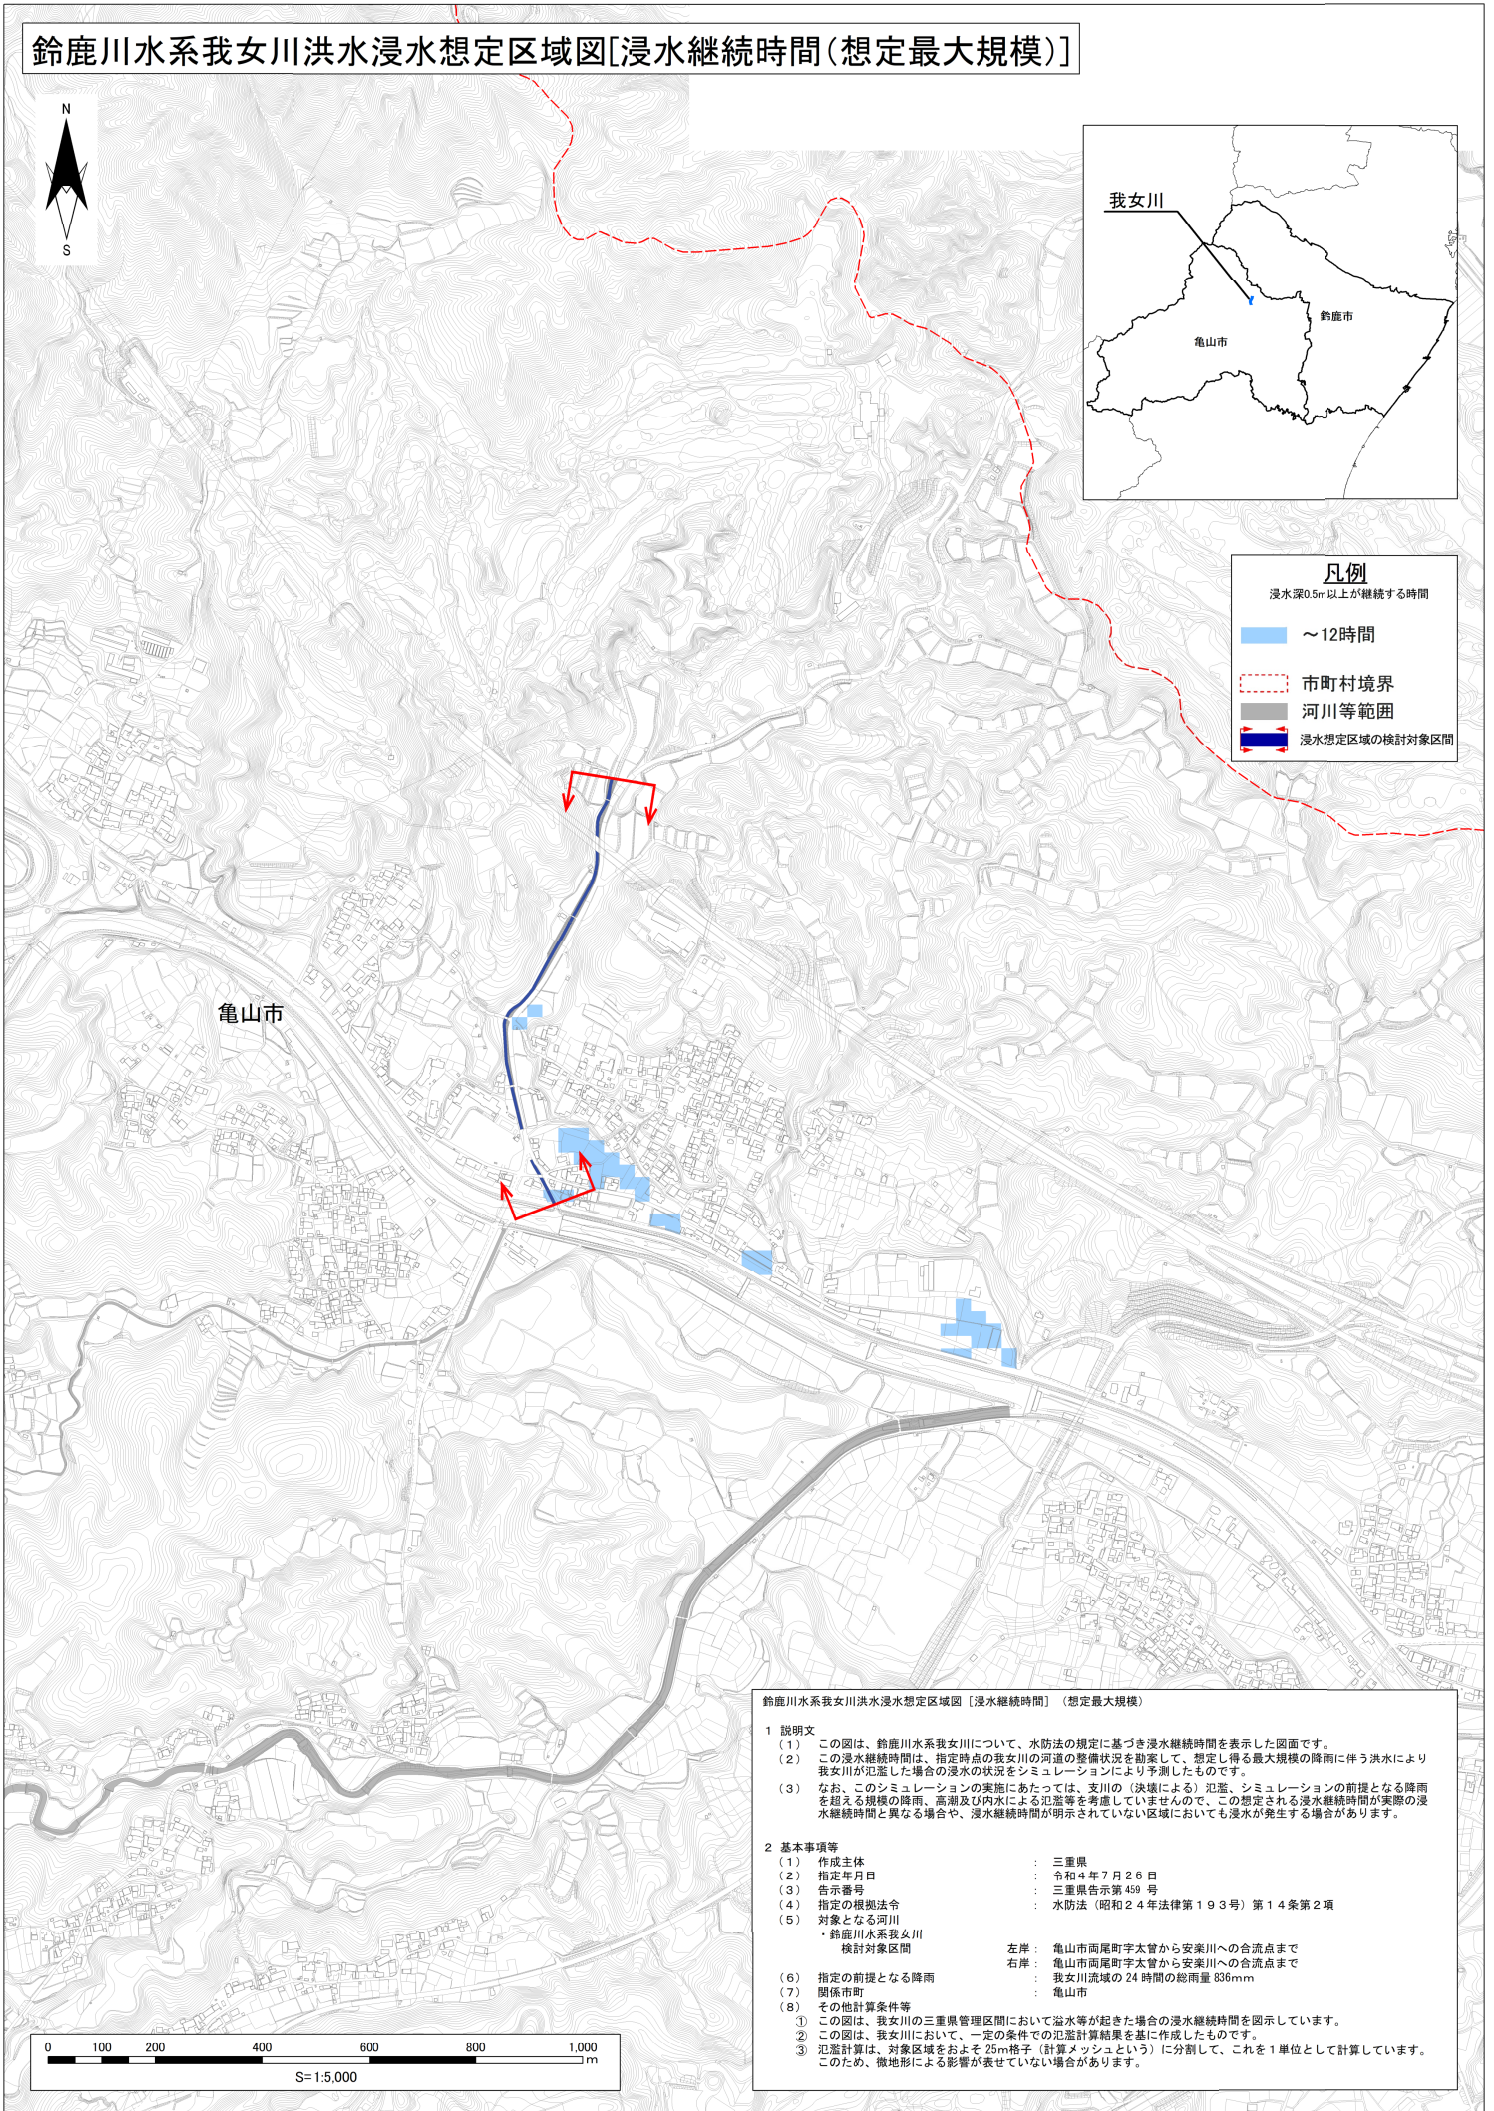 鈴鹿川水系我女川洪水浸水想定区域図[浸水継続時間(想定最大規模)]
N
S
我女川
鈴鹿市
亀山市
凡例
浸水深0.5m以上が継続する時間
～12時間
市町村境界
河川等範囲
浸水想定区域の検討対象区間
亀山市
鈴鹿川水系我女川洪水浸水想定区域図 [浸水継続時間] (想定最大規模)
1 説明文
(1) この図は、鈴鹿川水系我女川について、水防法の規定に基づき浸水継続時間を表示した図面です。
(2) この浸水継続時間は、指定時点の我女川の河道の整備状況を勘案して、想定し得る最大規模の降雨に伴う洪水により
我女川が氾濫した場合の浸水の状況をシミュレーションにより予測したものです。
(3) なお、このシミュレーションの実施にあたっては、支川の（決壊による）氾濫、シミュレーションの前提となる降雨
を超える規模の降雨、高潮及び内水による氾濫等を考慮していませんので、この想定される浸水継続時間が実際の浸
水継続時間と異なる場合や、浸水継続時間が明示されていない区域においても浸水が発生する場合があります。
2 基本事項等
(1) 作成主体 : 三重県
(2) 指定年月日 : 令和４年７月２６日
(3) 告示番号 : 三重県告示第 459 号
(4) 指定の根拠法令 : 水防法（昭和２４年法律第１９３号）第１４条第２項
(5) 対象となる河川
・鈴鹿川水系我女川
検討対象区間 左岸 : 亀山市両尾町字太曾から安楽川への合流点まで
右岸 : 亀山市両尾町字太曾から安楽川への合流点まで
(6) 指定の前提となる降雨 : 我女川流域の 24 時間の総雨量 836mm
(7) 関係市町 : 亀山市
(8) その他計算条件等
① この図は、我女川の三重県管理区間において溢水等が起きた場合の浸水継続時間を図示しています。
② この図は、我女川において、一定の条件での氾濫計算結果を基に作成したものです。
③ 氾濫計算は、対象区域をおよそ 25m格子（計算メッシュという）に分割して、これを１単位として計算しています。
このため、微地形による影響が表せていない場合があります。
0 100 200 400 600 800 1,000
m
S=1:5,000